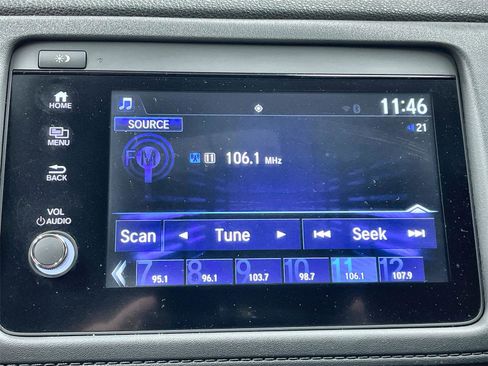 HOME
MENU
BACK
VOL
AUDIO
11:46
SOURCE
21
FM
11 106.1 MHz
Scan Tune Seek
7 8 9 10 11 12
95.1 96.1 103.7 98.7 106.1 107.9